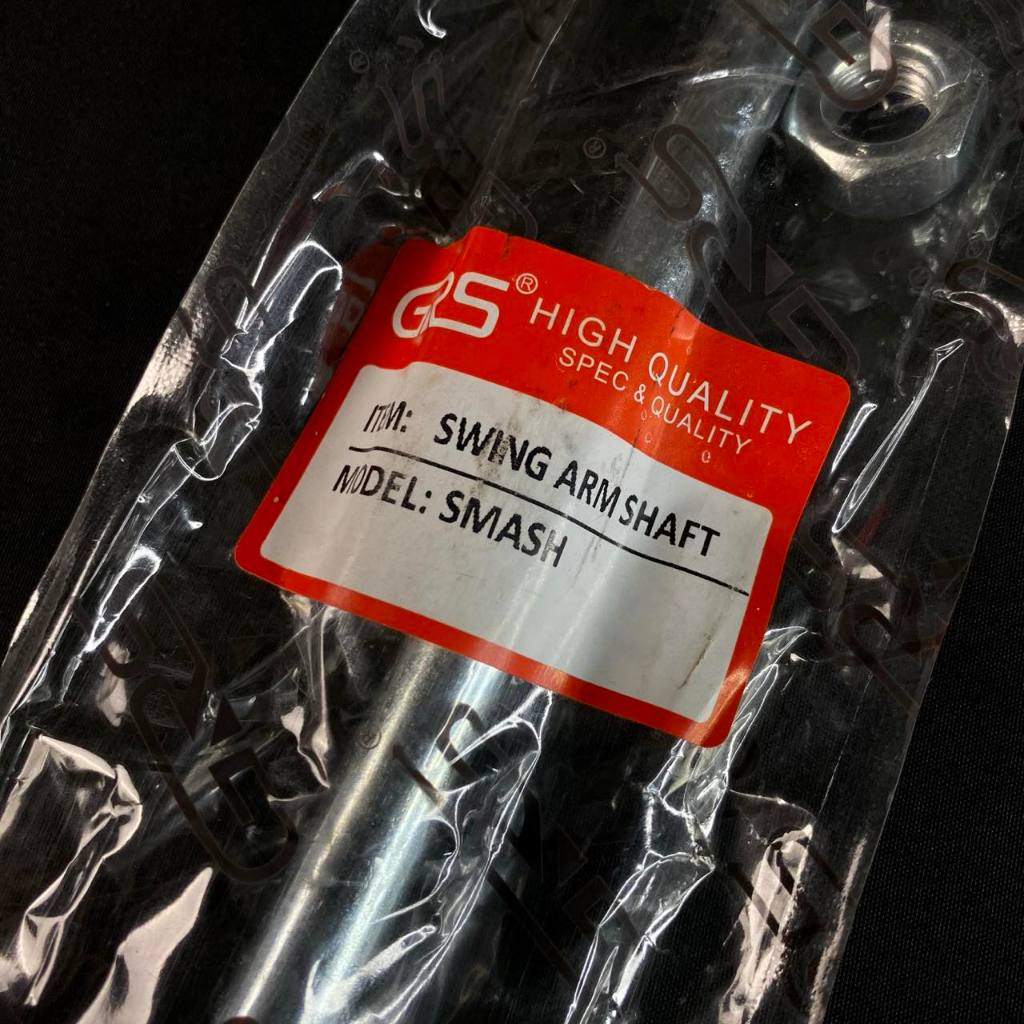 GS® HIGH QUALITY
SPEC & QUALITY
ITEM: SWING ARM SHAFT
MODEL: SMASH